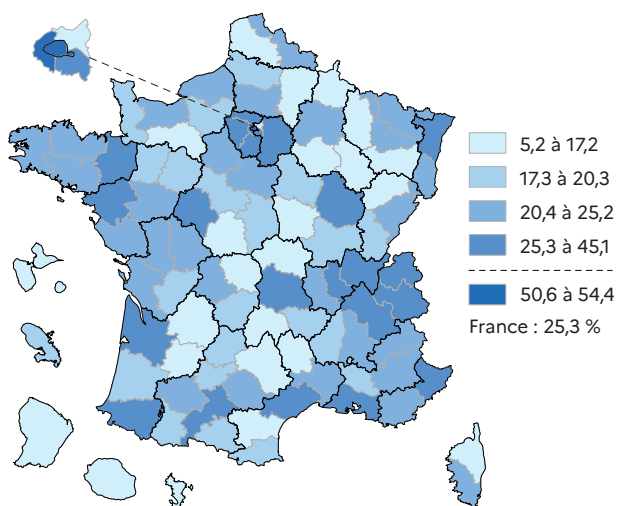 5,2 à 17,2
17,3 à 20,3
20,4 à 25,2
25,3 à 45,1
50,6 à 54,4
France : 25,3 %